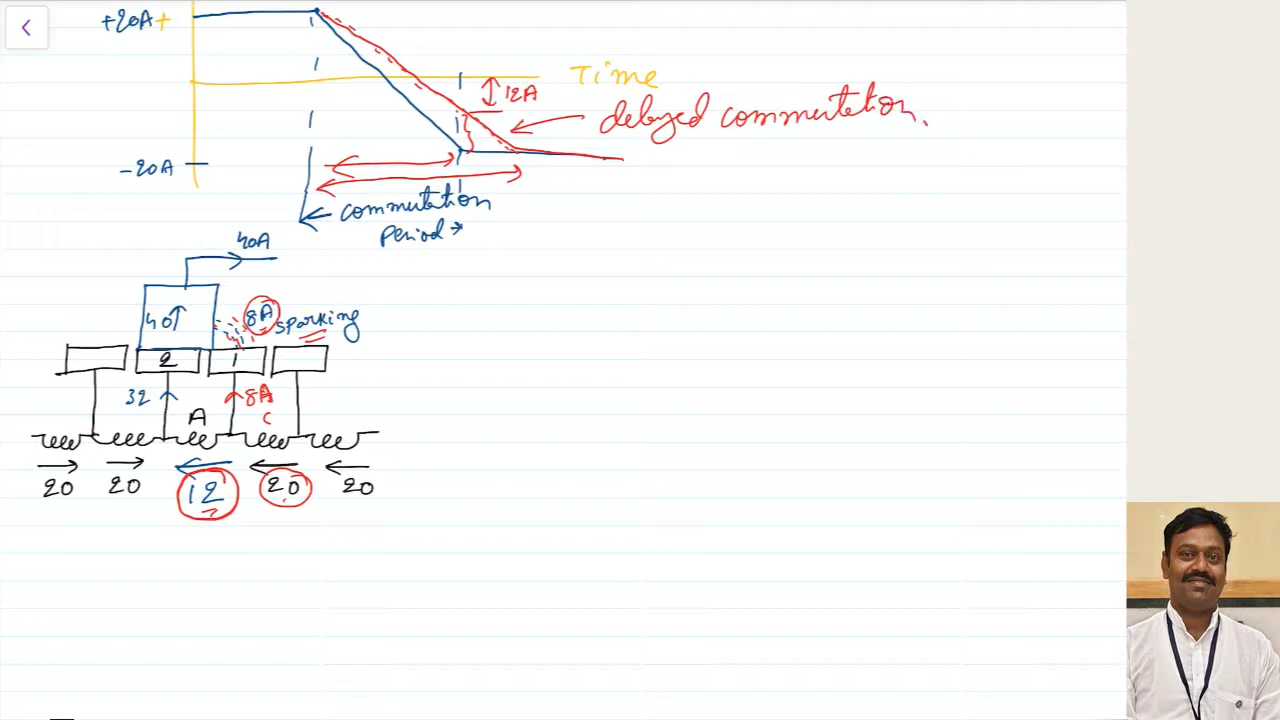 +20A+
Time
12A
delayed commutation.
-20A
commutation
period
40A
40
8A
sparking
2
1
32
8A
A
C
20
20
12
20
20